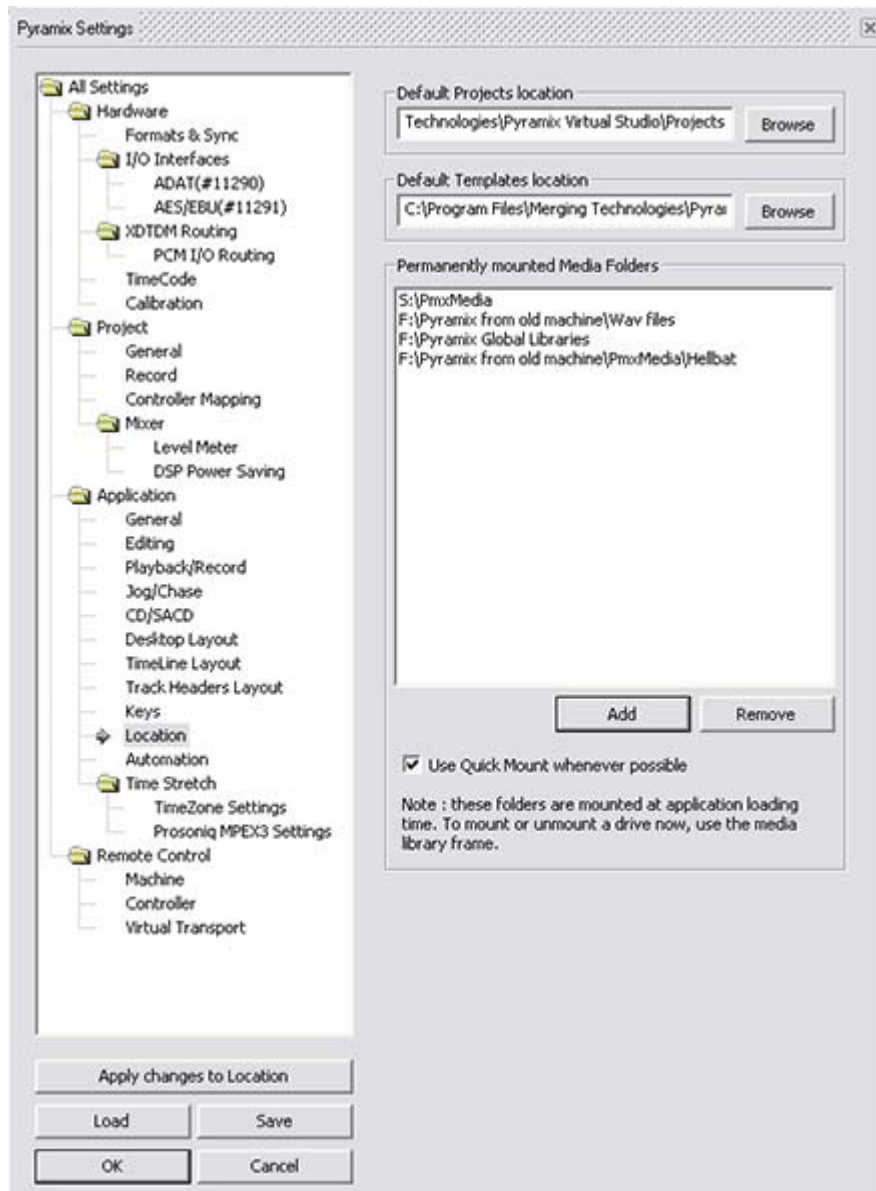 Pyramix Settings
All Settings
Hardware
Formats & Sync
I/O Interfaces
ADAT(#11290)
AES/EBU(#11291)
XDTDM Routing
PCM I/O Routing
TimeCode
Calibration
Project
General
Record
Controller Mapping
Mixer
Level Meter
DSP Power Saving
Application
General
Editing
Playback/Record
Jog/Chase
CD/SACD
Desktop Layout
TimeLine Layout
Track Headers Layout
Keys
Location
Automation
Time Stretch
TimeZone Settings
Prosoniq MPEX3 Settings
Remote Control
Machine
Controller
Virtual Transport
Apply changes to Location
Load
Save
OK
Cancel
Default Projects location
Technologies\Pyramix Virtual Studio\Projects
Browse
Default Templates location
C:\Program Files\Merging Technologies\Pyra
Browse
Permanently mounted Media Folders
S:\PmxMedia
F:\Pyramix from old machine\Wav files
F:\Pyramix Global Libraries
F:\Pyramix from old machine\PmxMedia\Hellbat
Add
Remove
Use Quick Mount whenever possible
Note : these folders are mounted at application loading
time. To mount or unmount a drive now, use the media
library frame.